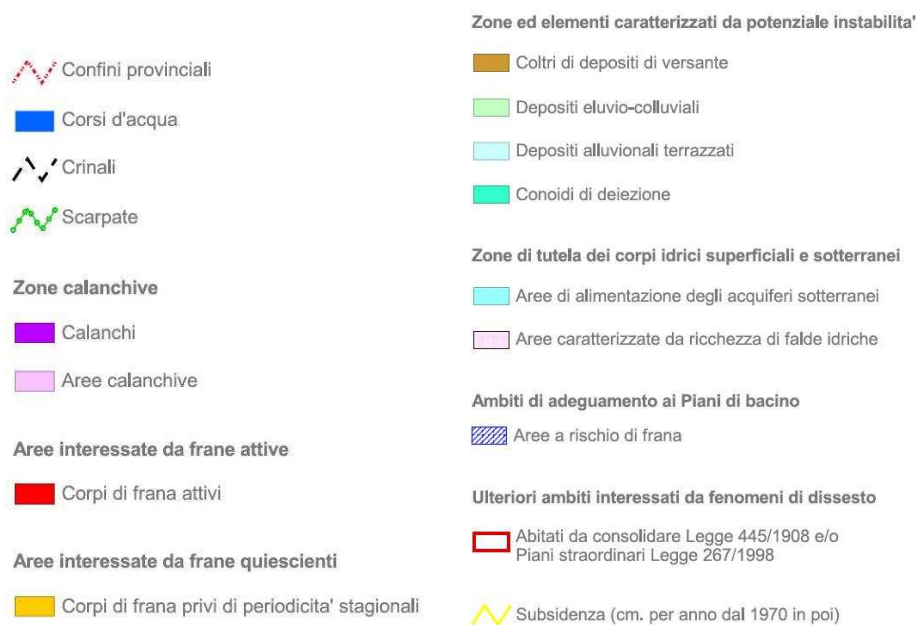 Confini provinciali
Corsi d'acqua
Crinali
Scarpate
Zone calanchive
Calanchi
Aree calanchive
Aree interessate da frane attive
Corpi di frana attivi
Aree interessate da frane quiescienti
Corpi di frana privi di periodicita' stagionali
Zone ed elementi caratterizzati da potenziale instabilita'
Coltri di depositi di versante
Depositi eluvio-colluviali
Depositi alluvionali terrazzati
Conoidi di deiezione
Zone di tutela dei corpi idrici superficiali e sotterranei
Aree di alimentazione degli acquiferi sotterranei
Aree caratterizzate da ricchezza di falde idriche
Ambiti di adeguamento ai Piani di bacino
Aree a rischio di frana
Ulteriori ambiti interessati da fenomeni di dissesto
Abitati da consolidare Legge 445/1908 e/o
Piani straordinari Legge 267/1998
Subsidenza (cm. per anno dal 1970 in poi)